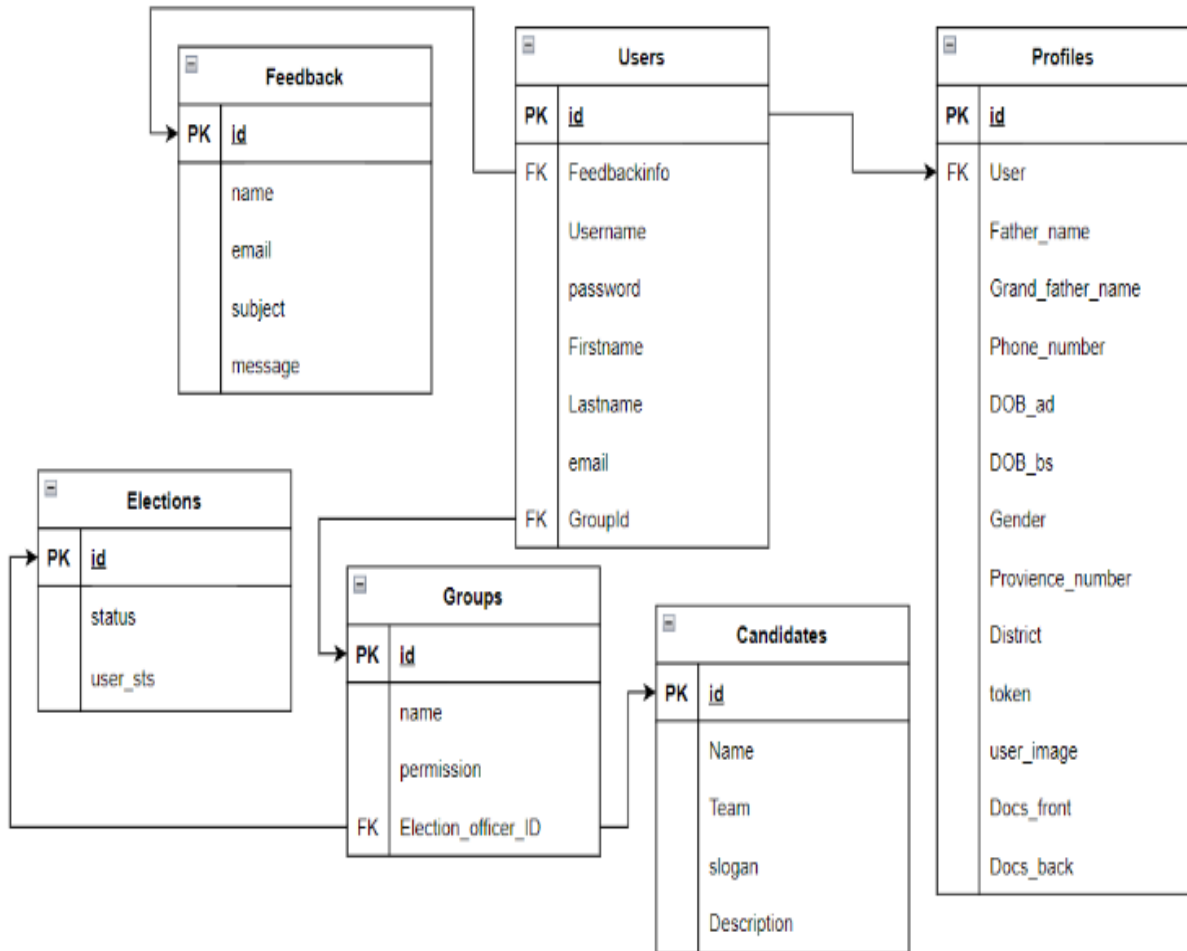 Feedback
PK id
name
email
subject
message
Users
PK id
FK Feedbackinfo
Username
password
Firstname
Lastname
email
FK GroupId
Profiles
PK id
FK User
Father_name
Grand_father_name
Phone_number
DOB_ad
DOB_bs
Gender
Provience_number
District
token
user_image
Docs_front
Docs_back
Elections
PK id
status
user_sts
Groups
PK id
name
permission
FK Election_officer_ID
Candidates
PK id
Name
Team
slogan
Description